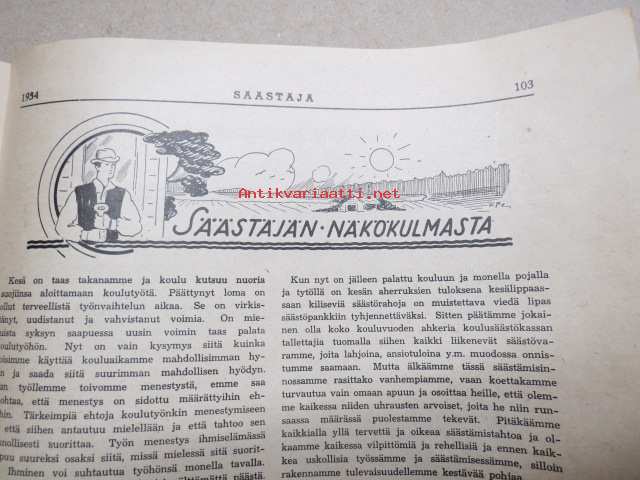 1934
SÄÄSTÄJÄ
103
Antikvariaatti.net
SÄÄSTÄJÄN · NÄKÖKULMASTA
Kesä on taas takanamme ja koulu kutsuu nuoria
aloittamaan koulutyötä. Päättynyt loma on
terveellistä työnvaihtelun aikaa. Se on virkis-
uudistanut ja vahvistanut voimia. On mie-
syksyn saapuessa uusin voimin taas palata
koulutyöhön. Nyt on vain kysymys siitä kuinka
voisimme käyttää kouluaikamme mahdollisimman hy-
ja saada siitä suurimman mahdollisen hyödyn.
työllemme toivomme menestystä, emme saa
että menestys on sidottu määrättyihin eh-
Tärkeimpiä ehtoja koulutyönkin menestymiseen
että siihen antautuu mielellään ja että tahtoo sen
suorittaa. Työn menestys ihmiselämässä
suureksi osaksi siitä, missä mielessä sitä suorit-
Ihminen voi suhtautua työhönsä monella tavalla.
päästä.
Kun nyt on jälleen palattu kouluun ja monella pojalla
ja tytöllä on kesän aherruksien tuloksena kesälippaas-
saan kiliseviä säästörahoja on muistettava viedä lipas
säästöpankkiin tyhjennettäväksi. Sitten päätämme jokai-
nen olla koko kouluvuoden ahkeria koulusäästökassan
tallettajia tuomalla siihen kaikki liikenevät säästöva-
ramme, joita lahjoina, ansiotuloina y.m. muodossa onnis-
tumme saamaan. Mutta älkäämme tässä säästämisin-
nossamme rasittako vanhempiamme, vaan koettakamme
turvautua vain omaan apuun ja osoittaa heille, että olem-
me kaikessa niiden uhrausten arvoiset, joita he niin run-
saassa määrässä puolestamme tekevät. Pitäkäämme
kaikkialla yllä tervettä ja oikeaa säästämistahtoa ja ol-
kaamme kaikessa vilpittömiä ja rehellisiä ja ennen kaik-
kea uskollisia työssämme ja säästämisessämme, silloin
rakennamme tulevaisuudellemme kestävää pohjaa